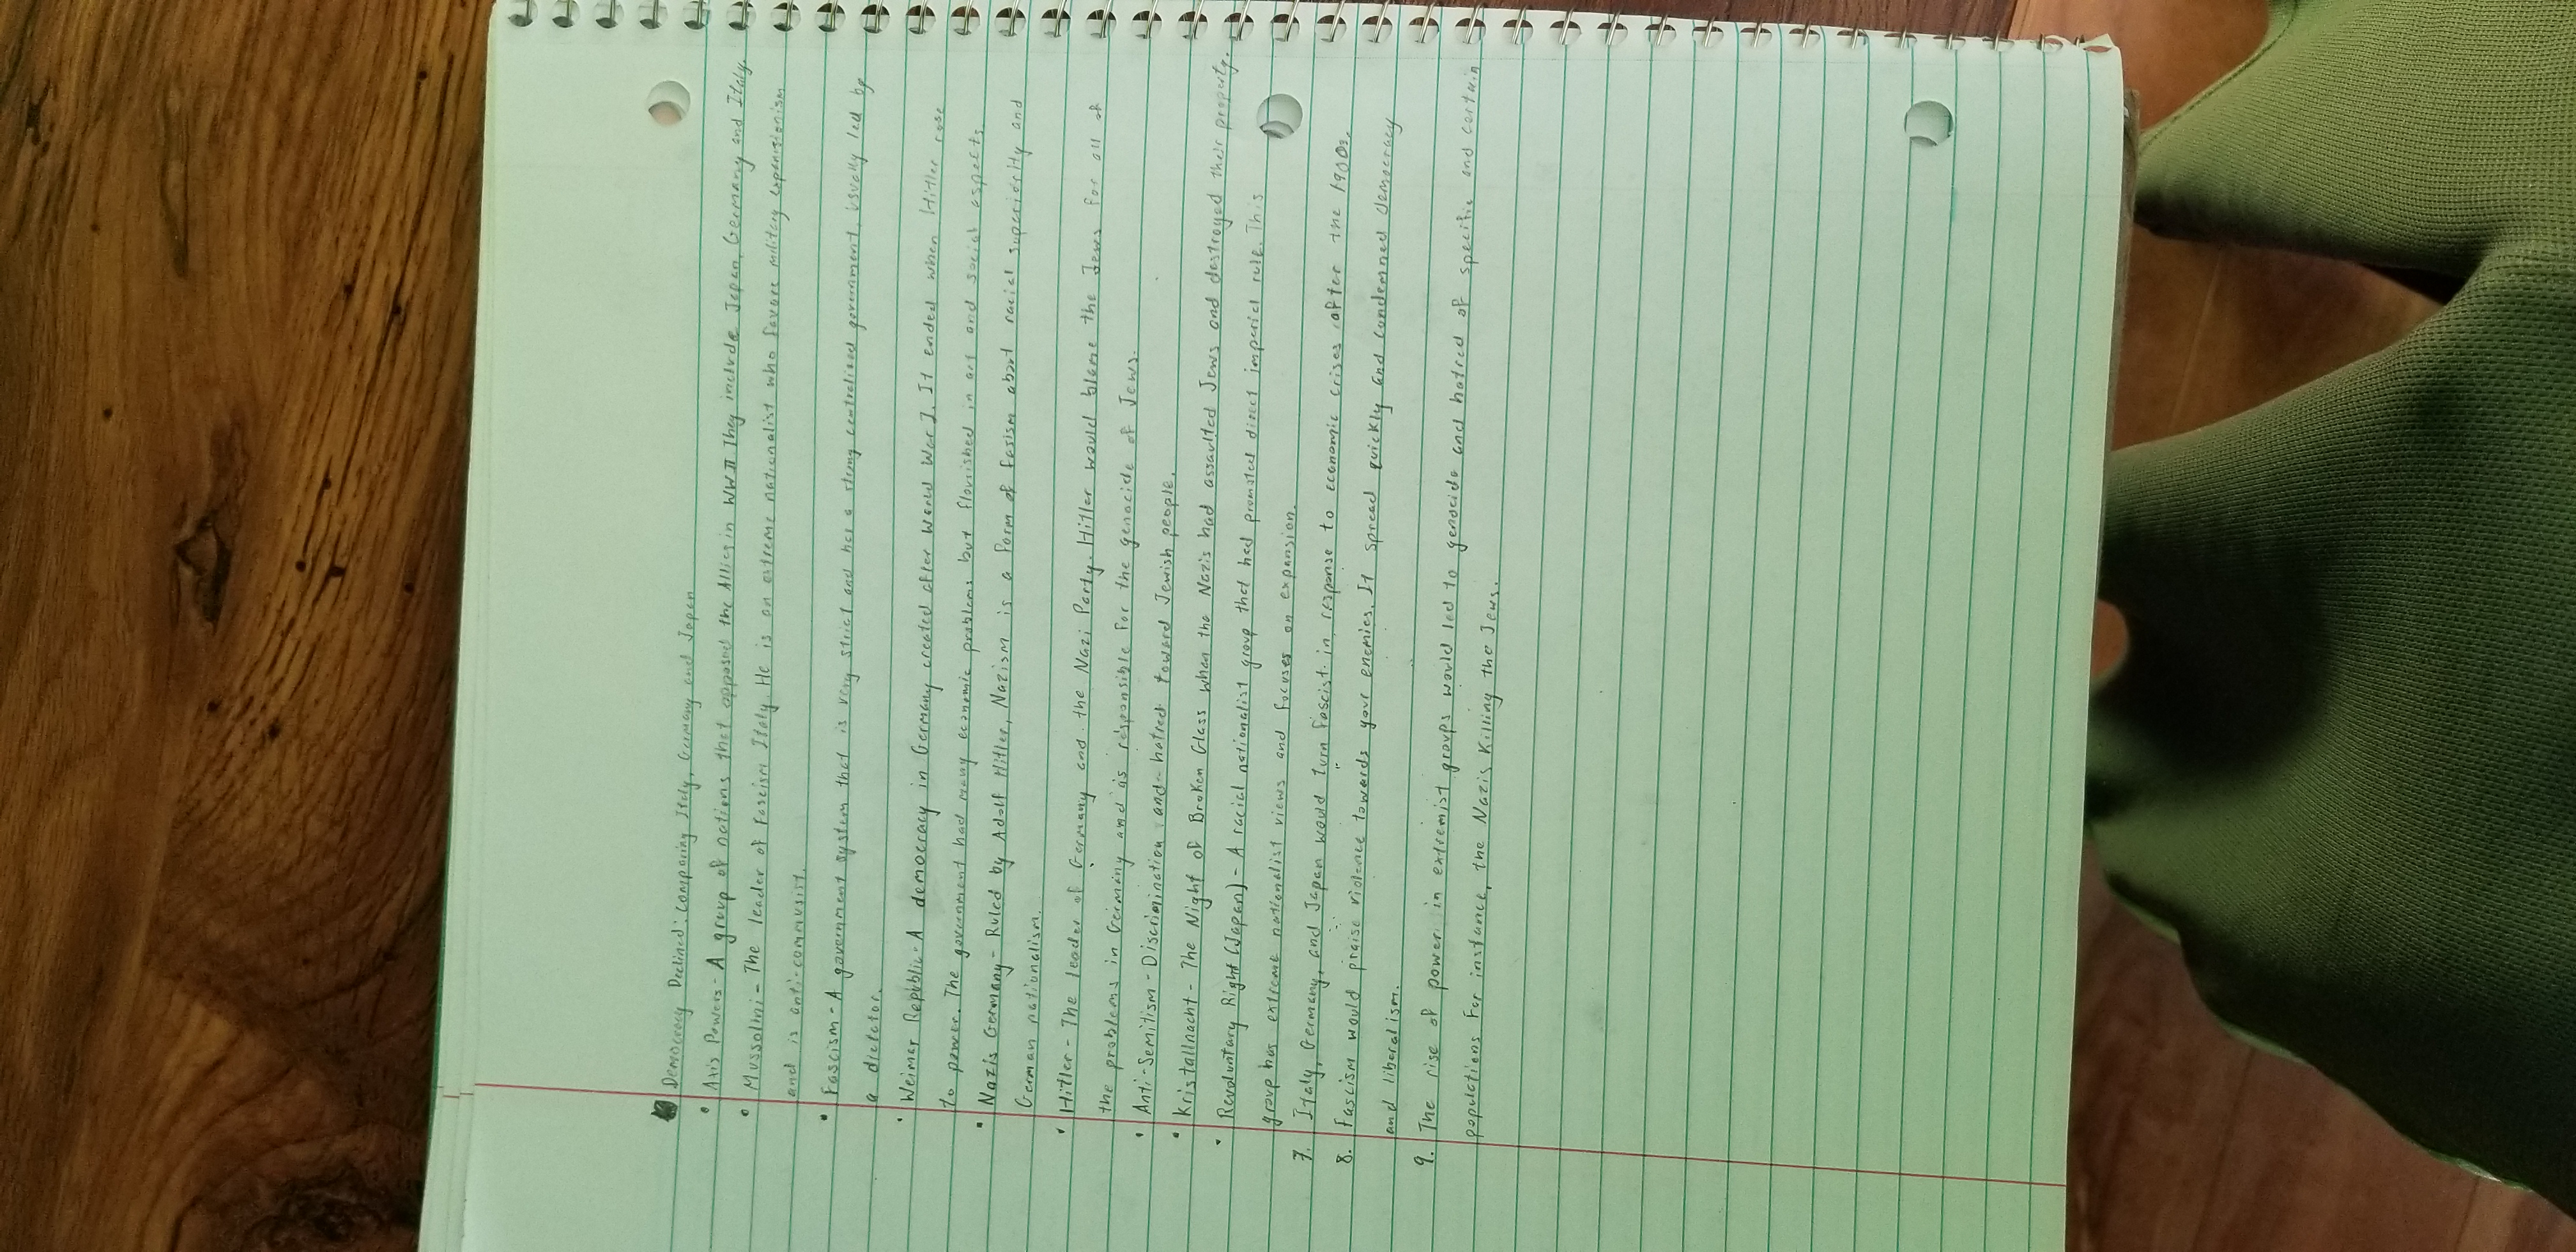 Democracy Declined: Comparing Italy, Germany and Japan
• Axis Powers - A group of nations that opposed the Allies in WWII They include Japan, Germany and Italy.
• Mussolini - The leader of Fascism Italy. He is an extreme nationalist who favors military expansionism
and is anti-commusist.
• Fascism - A government system that is very strict and has a strong centralized government. Usually led by
a dictator.
• Weimar Republic - A democracy in Germany created after World War I. It ended when Hitler rose
to power. The government had many economic problems but flourished in art and social aspects.
• Nazis Germany - Ruled by Adolf Hitler, Nazism is a form of fasism about racial superiority and
German nationalism.
• Hitler - The leader of Germany and the Nazi Party. Hitler would blame the Jews for all of
the problems in Germany and is responsible for the genocide of Jews.
• Anti-Semitism - Discrimination and hatred toward Jewish people.
• Kristallnacht - The Night of Broken Glass when the Nazis had assaulted Jews and destroyed their property.
• Revoluntary Right (Japan) - A racial nationalist group that had promoted direct imperial rule. This
group has extreme nationalist views and focuses on expansion.
7. Italy, Germany, and Japan would turn fascist in response to economic crises after the 1900s.
8. Fascism would praise violence towards your enemies. It spread quickly and condemned democracy
and liberalism.
9. The rise of power in extremist groups would led to genocide and hatred of specific and certain
populations For instance, the Nazis Killing the Jews.